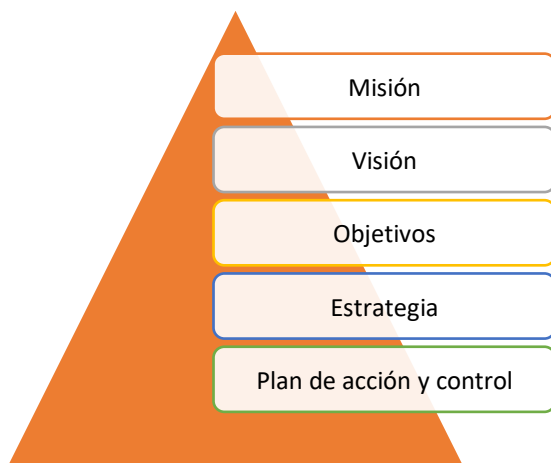 Misión
Visión
Objetivos
Estrategia
Plan de acción y control